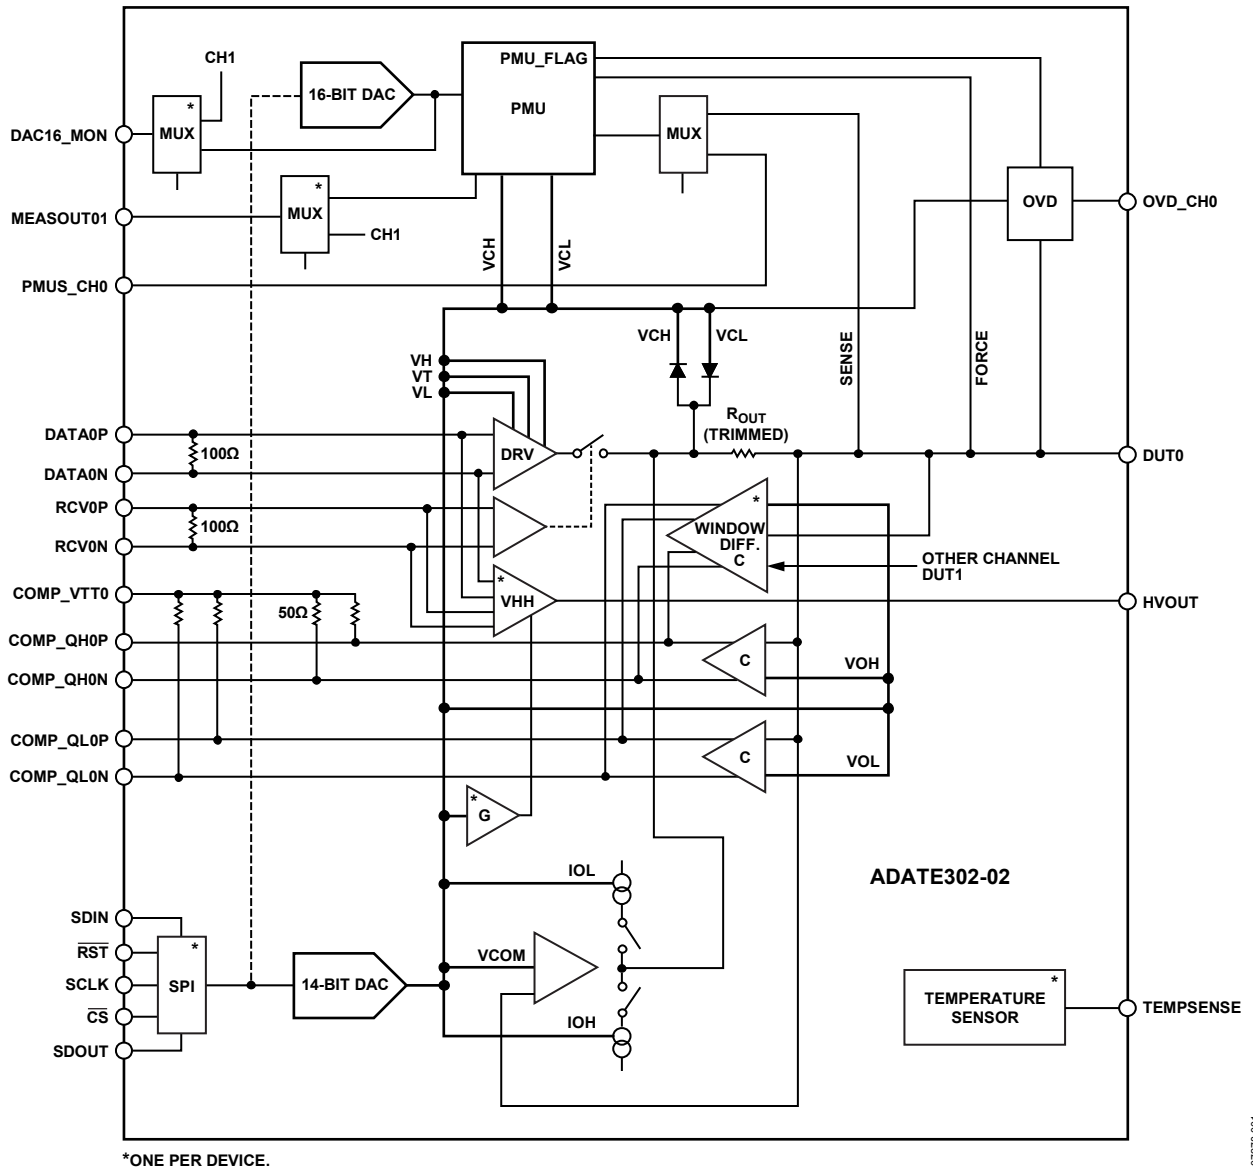 CH1
PMU_FLAG
16-BIT DAC
PMU
*
DAC16_MON
MUX
MUX
*
MEASOUT01
MUX
CH1
OVD
OVD_CH0
VCH
VCL
PMUS_CH0
VCH
VCL
SENSE
FORCE
VH
VT
VL
ROUT
(TRIMMED)
DATA0P
100Ω
DRV
DUT0
DATA0N
RCV0P
100Ω
RCV0N
*
WINDOW
DIFF.
C
OTHER CHANNEL
DUT1
COMP_VTT0
*
VHH
HVOUT
50Ω
COMP_QH0P
C
VOH
COMP_QH0N
COMP_QL0P
C
VOL
COMP_QL0N
*
G
IOL
ADATE302-02
SDIN
RST
SCLK
CS
SDOUT
*
SPI
14-BIT DAC
VCOM
IOH
*
TEMPERATURE
SENSOR
TEMPSENSE
*ONE PER DEVICE.